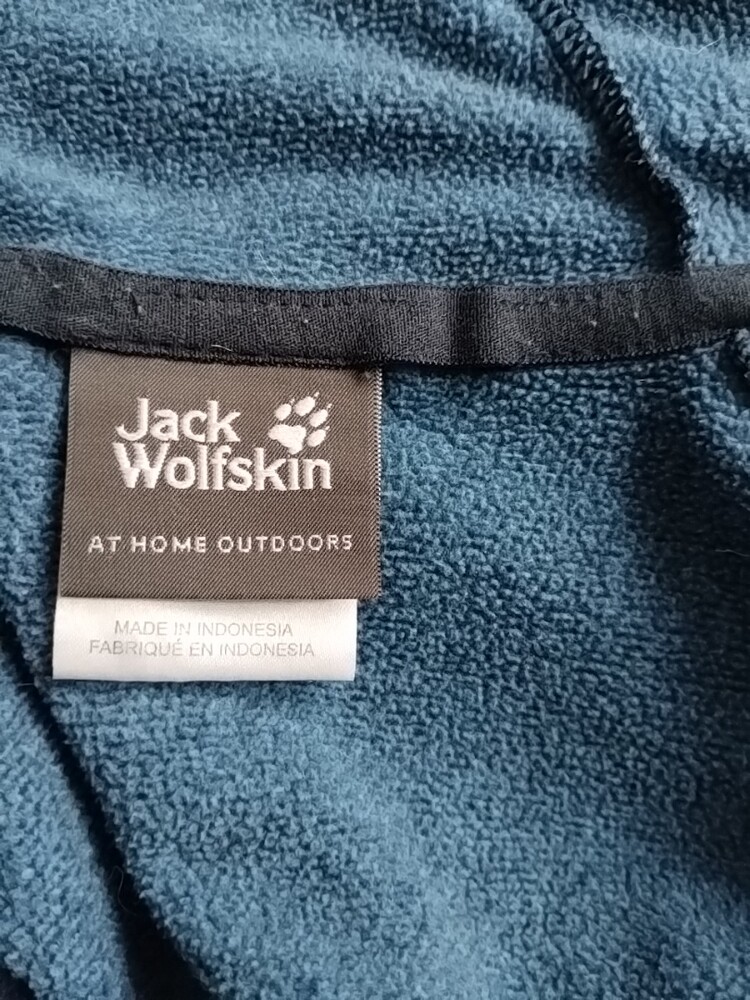 Jack
Wolfskin
AT HOME OUTDOORS
MADE IN INDONESIA
FABRIQUÉ EN INDONESIA